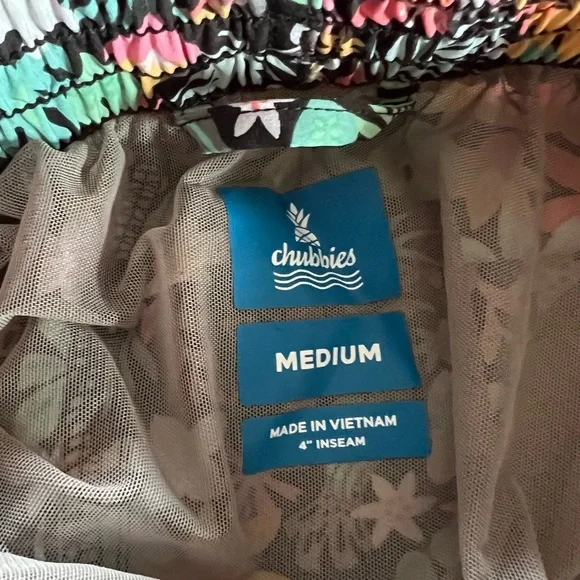 chubbies
MEDIUM
MADE IN VIETNAM
4" INSEAM